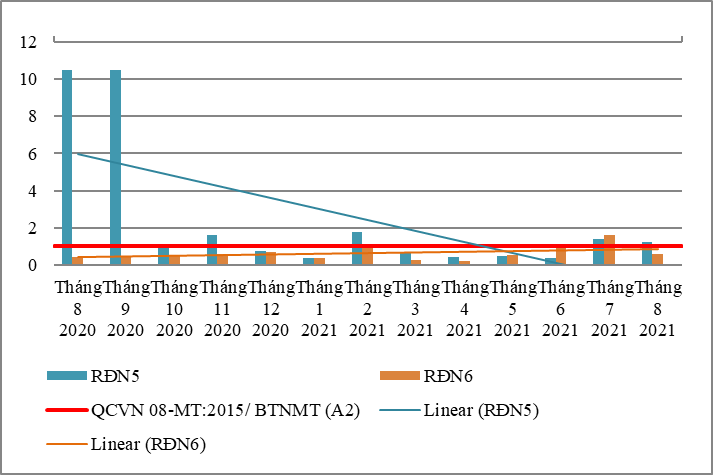 12
10
8
6
4
2
0
Tháng Tháng Tháng Tháng Tháng Tháng Tháng Tháng Tháng Tháng Tháng Tháng Tháng
8 9 10 11 12 1 2 3 4 5 6 7 8
2020 2020 2020 2020 2020 2021 2021 2021 2021 2021 2021 2021 2021
RĐN5 RĐN6
QCVN 08-MT:2015/ BTNMT (A2) Linear (RĐN5)
Linear (RĐN6)